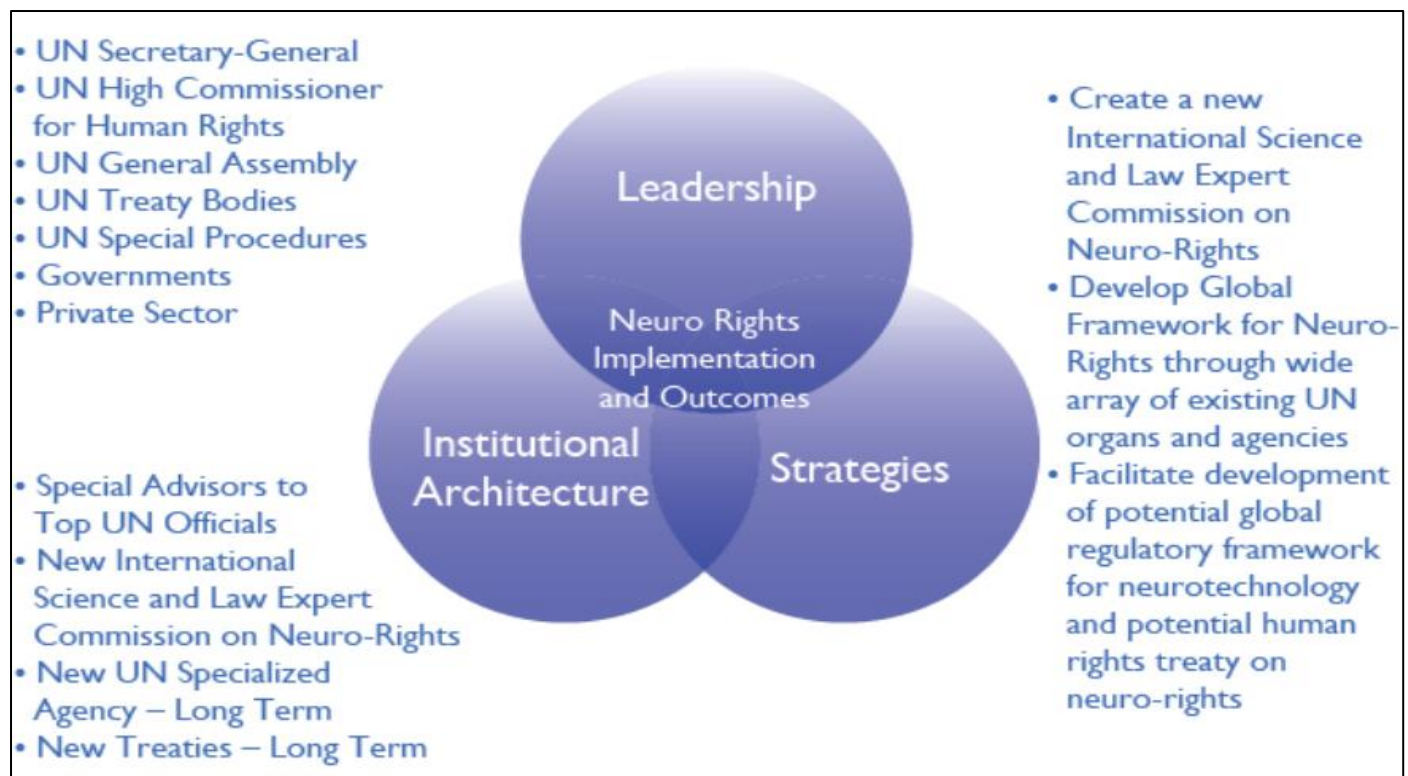 • UN Secretary-General
• UN High Commissioner
for Human Rights
• UN General Assembly
• UN Treaty Bodies
• UN Special Procedures
• Governments
• Private Sector
Leadership
Neuro Rights
Implementation
and Outcomes
Institutional
Architecture
Strategies
• Special Advisors to
Top UN Officials
• New International
Science and Law Expert
Commission on Neuro-Rights
• New UN Specialized
Agency – Long Term
• New Treaties – Long Term
• Create a new
International Science
and Law Expert
Commission on
Neuro-Rights
• Develop Global
Framework for Neuro-
Rights through wide
array of existing UN
organs and agencies
• Facilitate development
of potential global
regulatory framework
for neurotechnology
and potential human
rights treaty on
neuro-rights